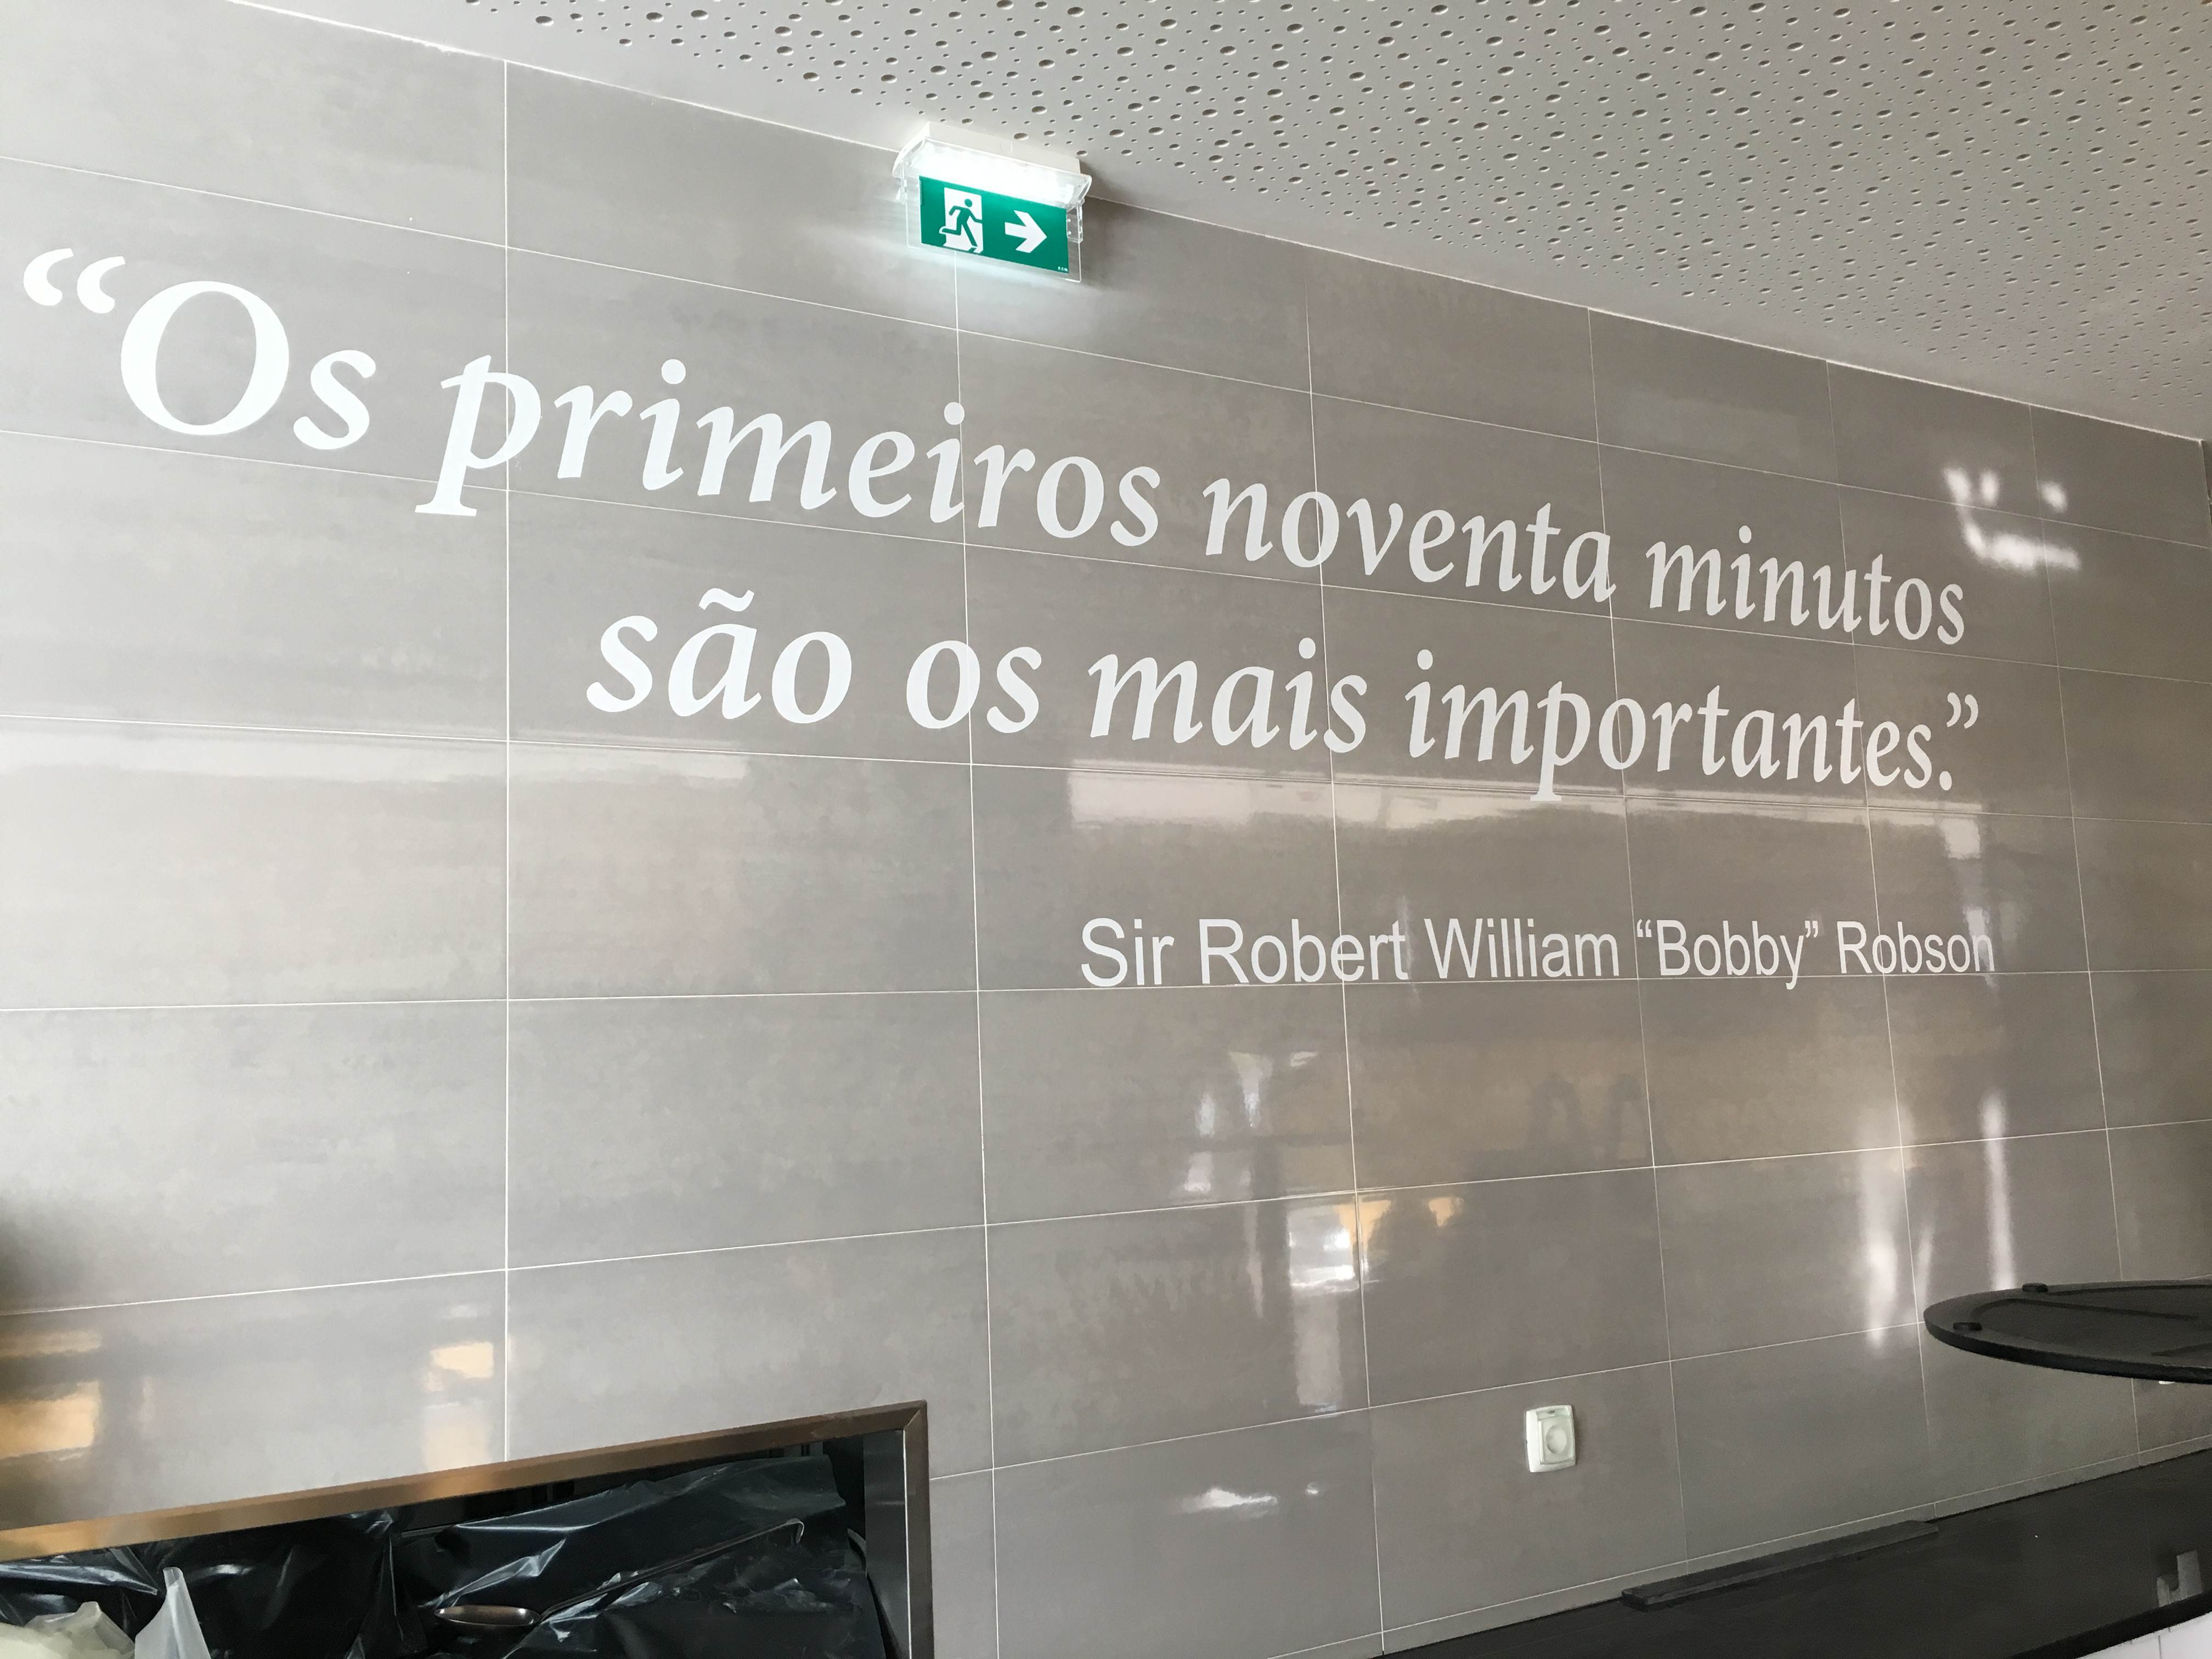 “Os primeiros noventa minutos
são os mais importantes.”
Sir Robert William “Bobby” Robson